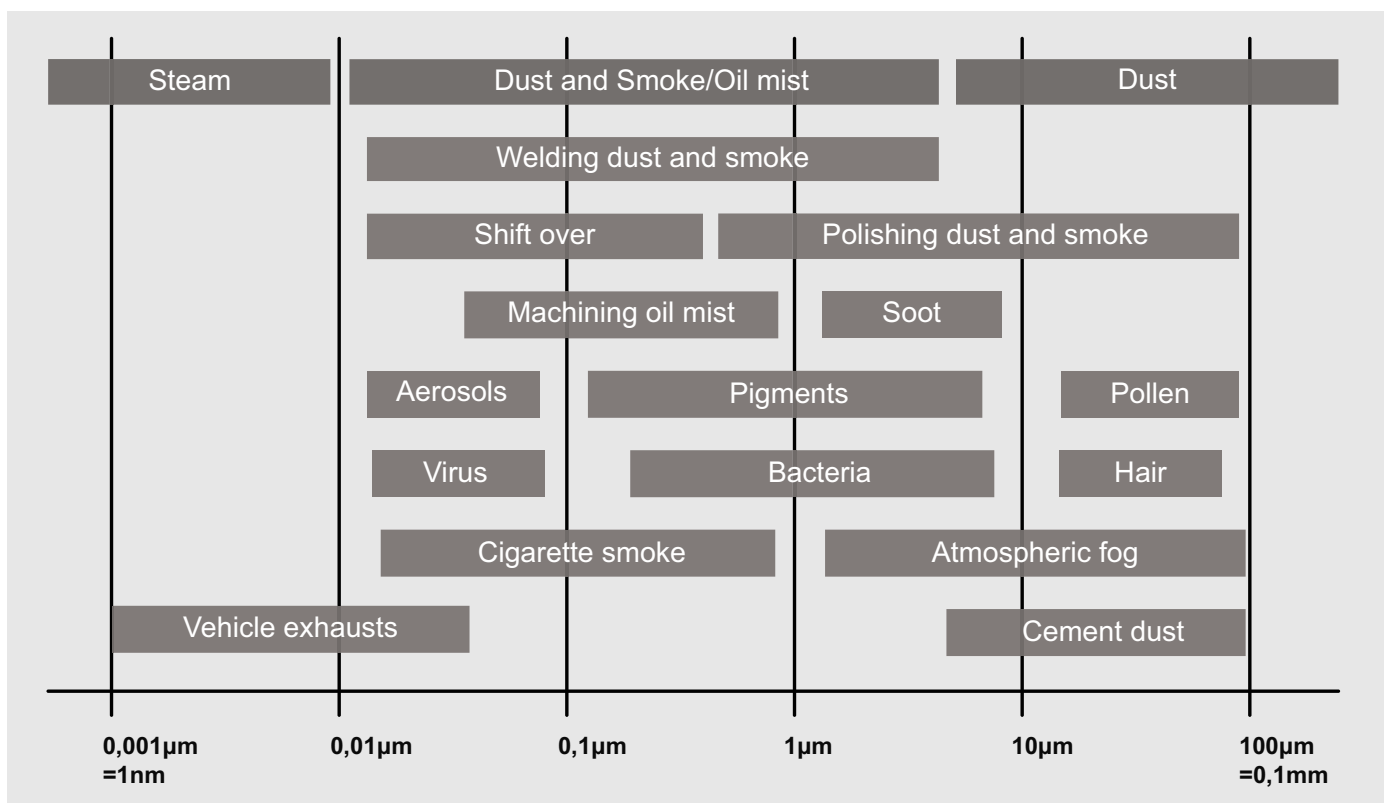 Steam
Dust and Smoke/Oil mist
Dust
Welding dust and smoke
Shift over
Polishing dust and smoke
Machining oil mist
Soot
Aerosols
Pigments
Pollen
Virus
Bacteria
Hair
Cigarette smoke
Atmospheric fog
Vehicle exhausts
Cement dust
0,001µm
=1nm
0,01µm
0,1µm
1µm
10µm
100µm
=0,1mm